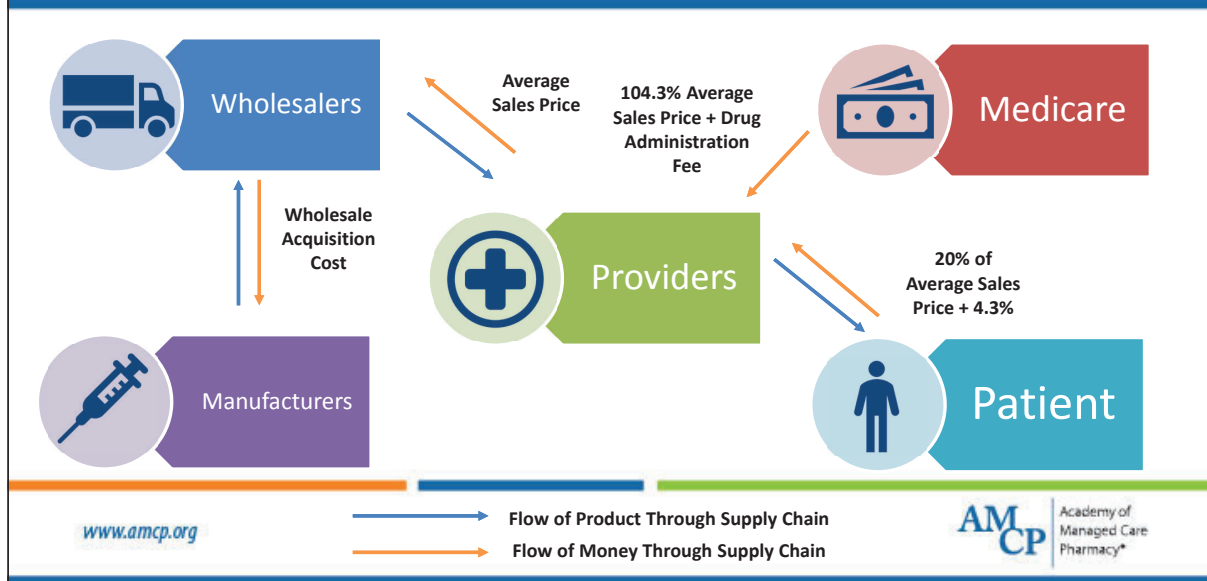 Wholesalers
Average
Sales Price
104.3% Average
Sales Price + Drug
Administration
Fee
Medicare
Wholesale
Acquisition
Cost
Providers
20% of
Average Sales
Price + 4.3%
Manufacturers
Patient
www.amcp.org
Flow of Product Through Supply Chain
Flow of Money Through Supply Chain
AMCP
Academy of
Managed Care
Pharmacy®